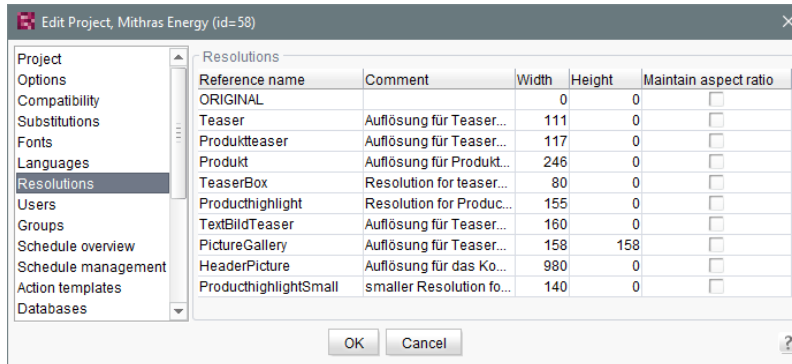 Edit Project, Mithras Energy (id=58)
Project
Options
Compatibility
Substitutions
Fonts
Languages
Resolutions
Users
Groups
Schedule overview
Schedule management
Action templates
Databases
Resolutions
Reference name Comment Width Height Maintain aspect ratio
ORIGINAL 0 0
Teaser Auflösung für Teaser... 111 0
Produktteaser Auflösung für Teaser... 117 0
Produkt Auflösung für Produkt... 246 0
TeaserBox Resolution for teaser... 80 0
Producthighlight Resolution for Produc... 155 0
TextBildTeaser Auflösung für Teaser... 160 0
PictureGallery Auflösung für Teaser... 158 158
HeaderPicture Auflösung für das Ko... 980 0
ProducthighlightSmall smaller Resolution fo... 140 0
OK Cancel ?